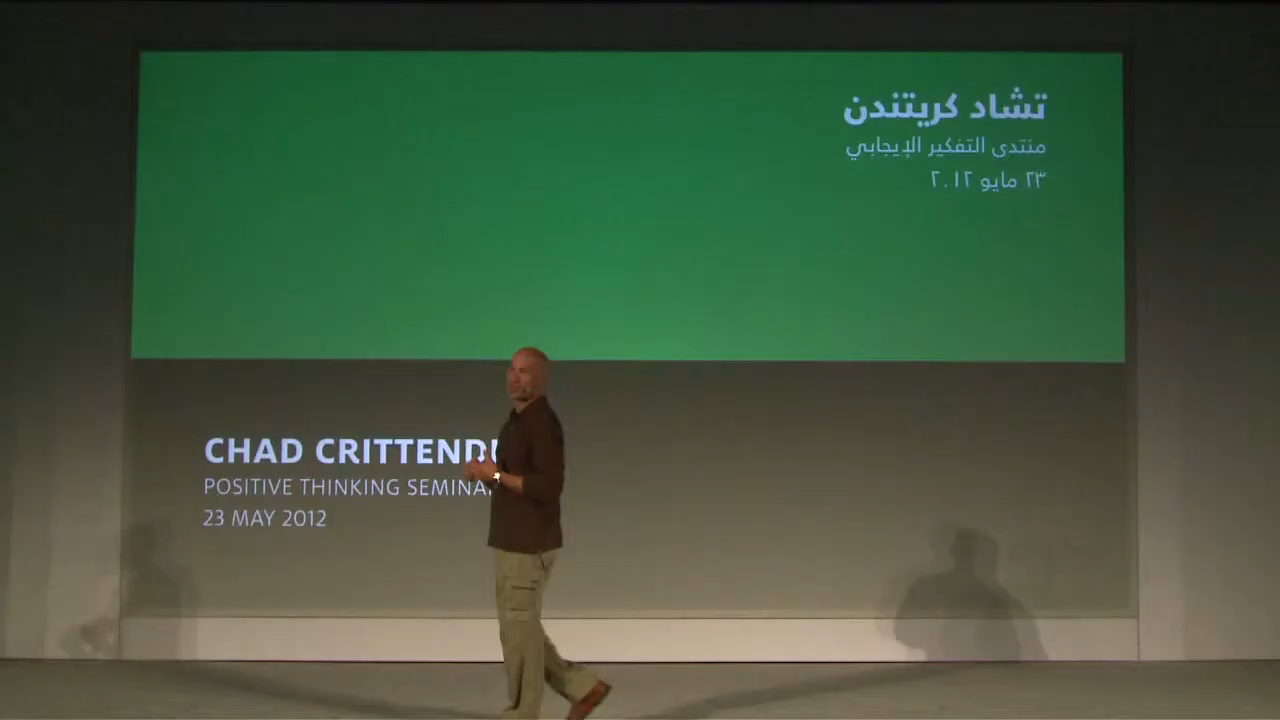 تشاد كريتندن
منتدى التفكير الإيجابي
٢٣ مايو ٢٠١٢
CHAD
POSITIVE THINKING
23 MAY 2012